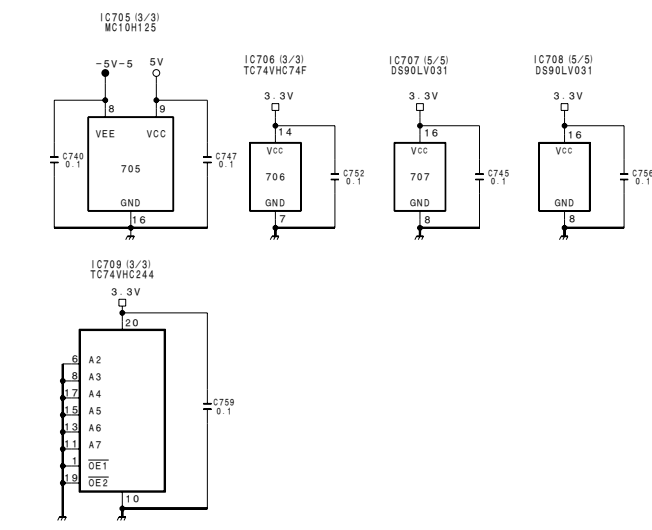 IC705 (3/3)
MC10H125
-5V-5
5V
8
9
VEE
VCC
705
GND
16
C740
0.1
C747
0.1
IC706 (3/3)
TC74VHC74F
3.3V
14
VCC
706
GND
7
C752
0.1
IC707 (5/5)
DS90LV031
3.3V
16
VCC
707
GND
8
C745
0.1
IC708 (5/5)
DS90LV031
3.3V
16
VCC
GND
8
C756
0.1
IC709 (3/3)
TC74VHC244
3.3V
20
6 A2
8 A3
17 A4
15 A5
13 A6
11 A7
1 OE1
19 OE2
10
C759
0.1